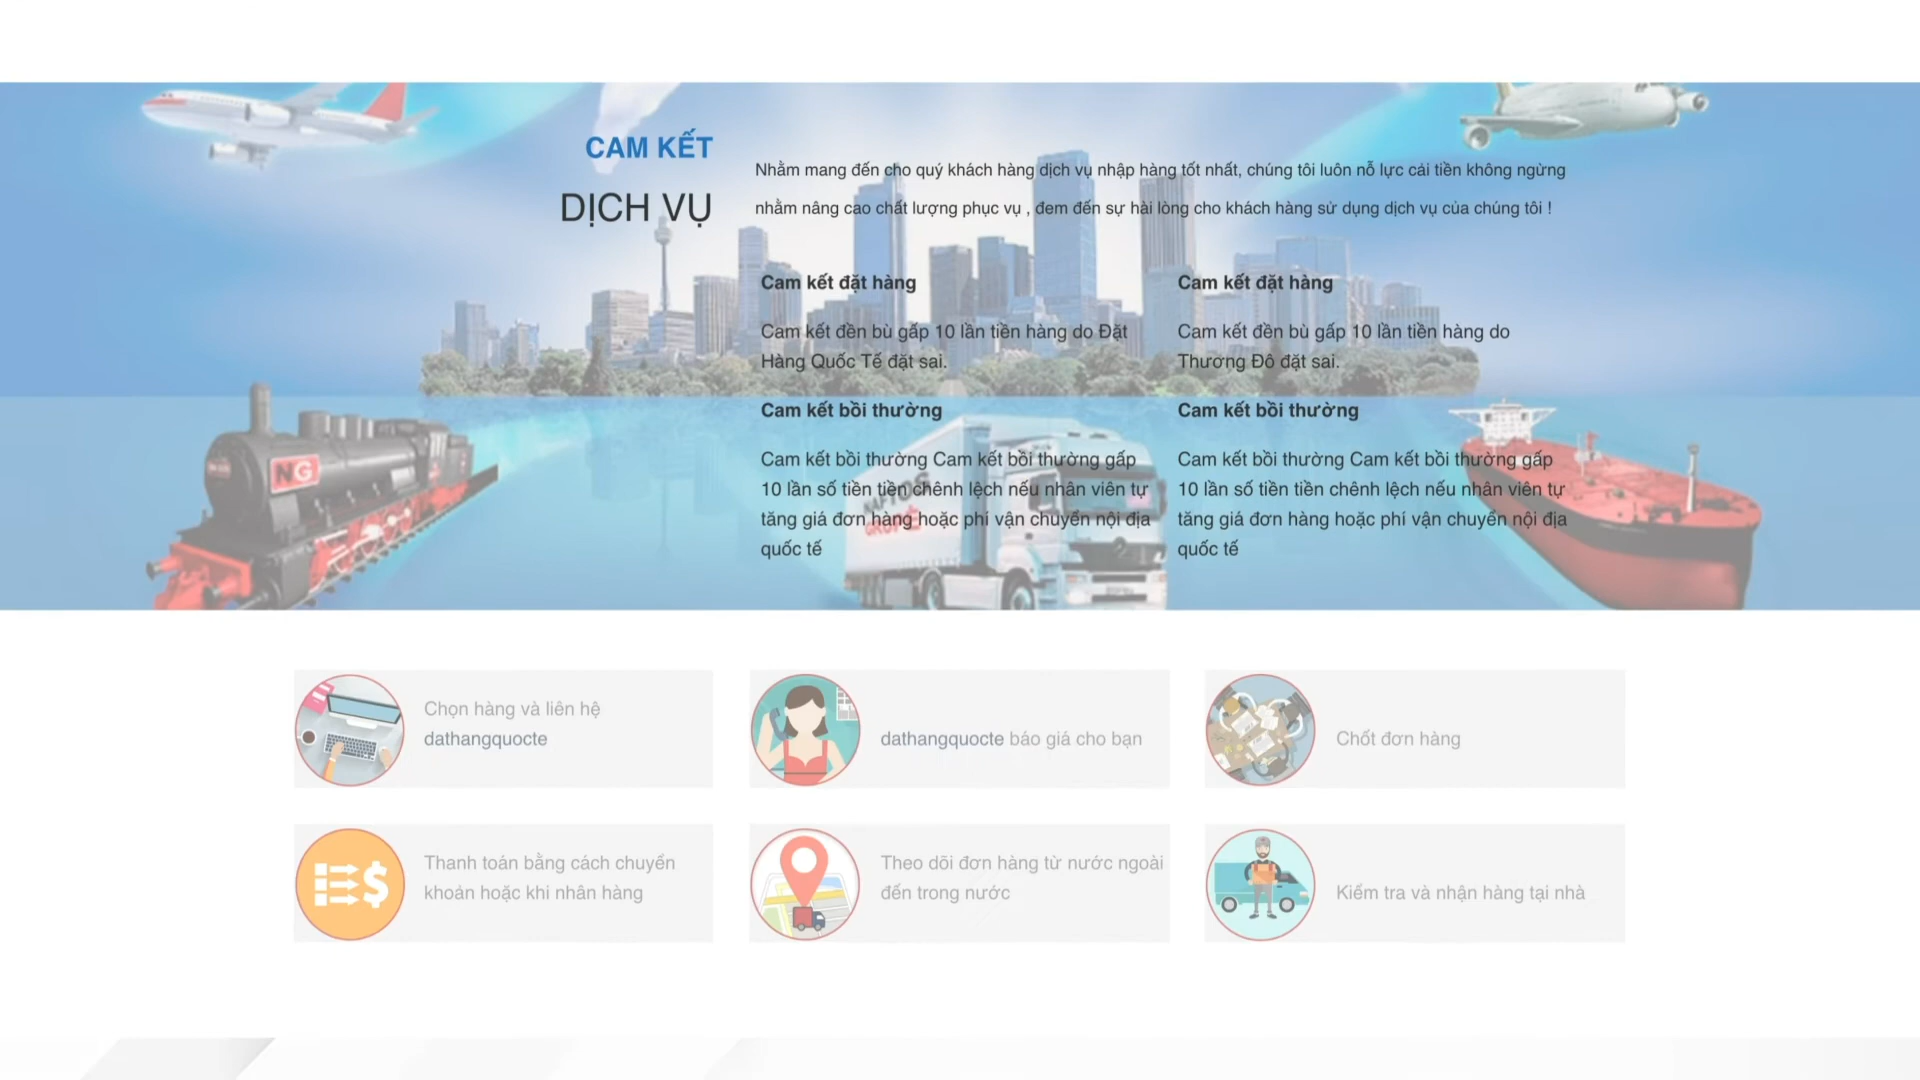 CAM KẾT
DỊCH VỤ
Nhằm mang đến cho quý khách hàng dịch vụ nhập hàng tốt nhất, chúng tôi luôn nỗ lực cải tiền không ngừng
nhằm nâng cao chất lượng phục vụ , đem đến sự hài lòng cho khách hàng sử dụng dịch vụ của chúng tôi !
Cam kết đặt hàng
Cam kết đền bù gấp 10 lần tiền hàng do Đặt
Hàng Quốc Tế đặt sai.
Cam kết bồi thường
Cam kết bồi thường Cam kết bồi thường gấp
10 lần số tiền tiền chênh lệch nếu nhân viên tự
tăng giá đơn hàng hoặc phí vận chuyển nội địa
quốc tế
Cam kết đặt hàng
Cam kết đền bù gấp 10 lần tiền hàng do
Thương Đô đặt sai.
Cam kết bồi thường
Cam kết bồi thường Cam kết bồi thường gấp
10 lần số tiền tiền chênh lệch nếu nhân viên tự
tăng giá đơn hàng hoặc phí vận chuyển nội địa
quốc tế
NG
RAPTOR
GROUPE
Chọn hàng và liên hệ
dathangquocte
dathangquocte báo giá cho bạn
Chốt đơn hàng
Thanh toán bằng cách chuyển
khoản hoặc khi nhân hàng
Theo dõi đơn hàng từ nước ngoài
đến trong nước
Kiểm tra và nhận hàng tại nhà